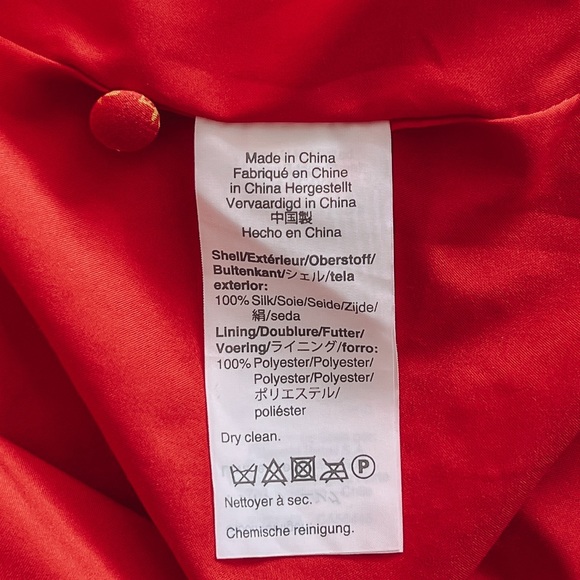 Made in China
Fabriqué en Chine
in China Hergestellt
Vervaardigd in China
中国製
Hecho en China
Shell/Extérieur/Oberstoff/
Buitenkant/シェル/tela
exterior:
100% Silk/Soie/Seide/Zijde/
絹/seda
Lining/Doublure/Futter/
Voering/ライニング/forro:
100% Polyester/Polyester/
Polyester/Polyester/
ポリエステル/
poliéster
Dry clean.
P
Nettoyer à sec.
Chemische reinigung.